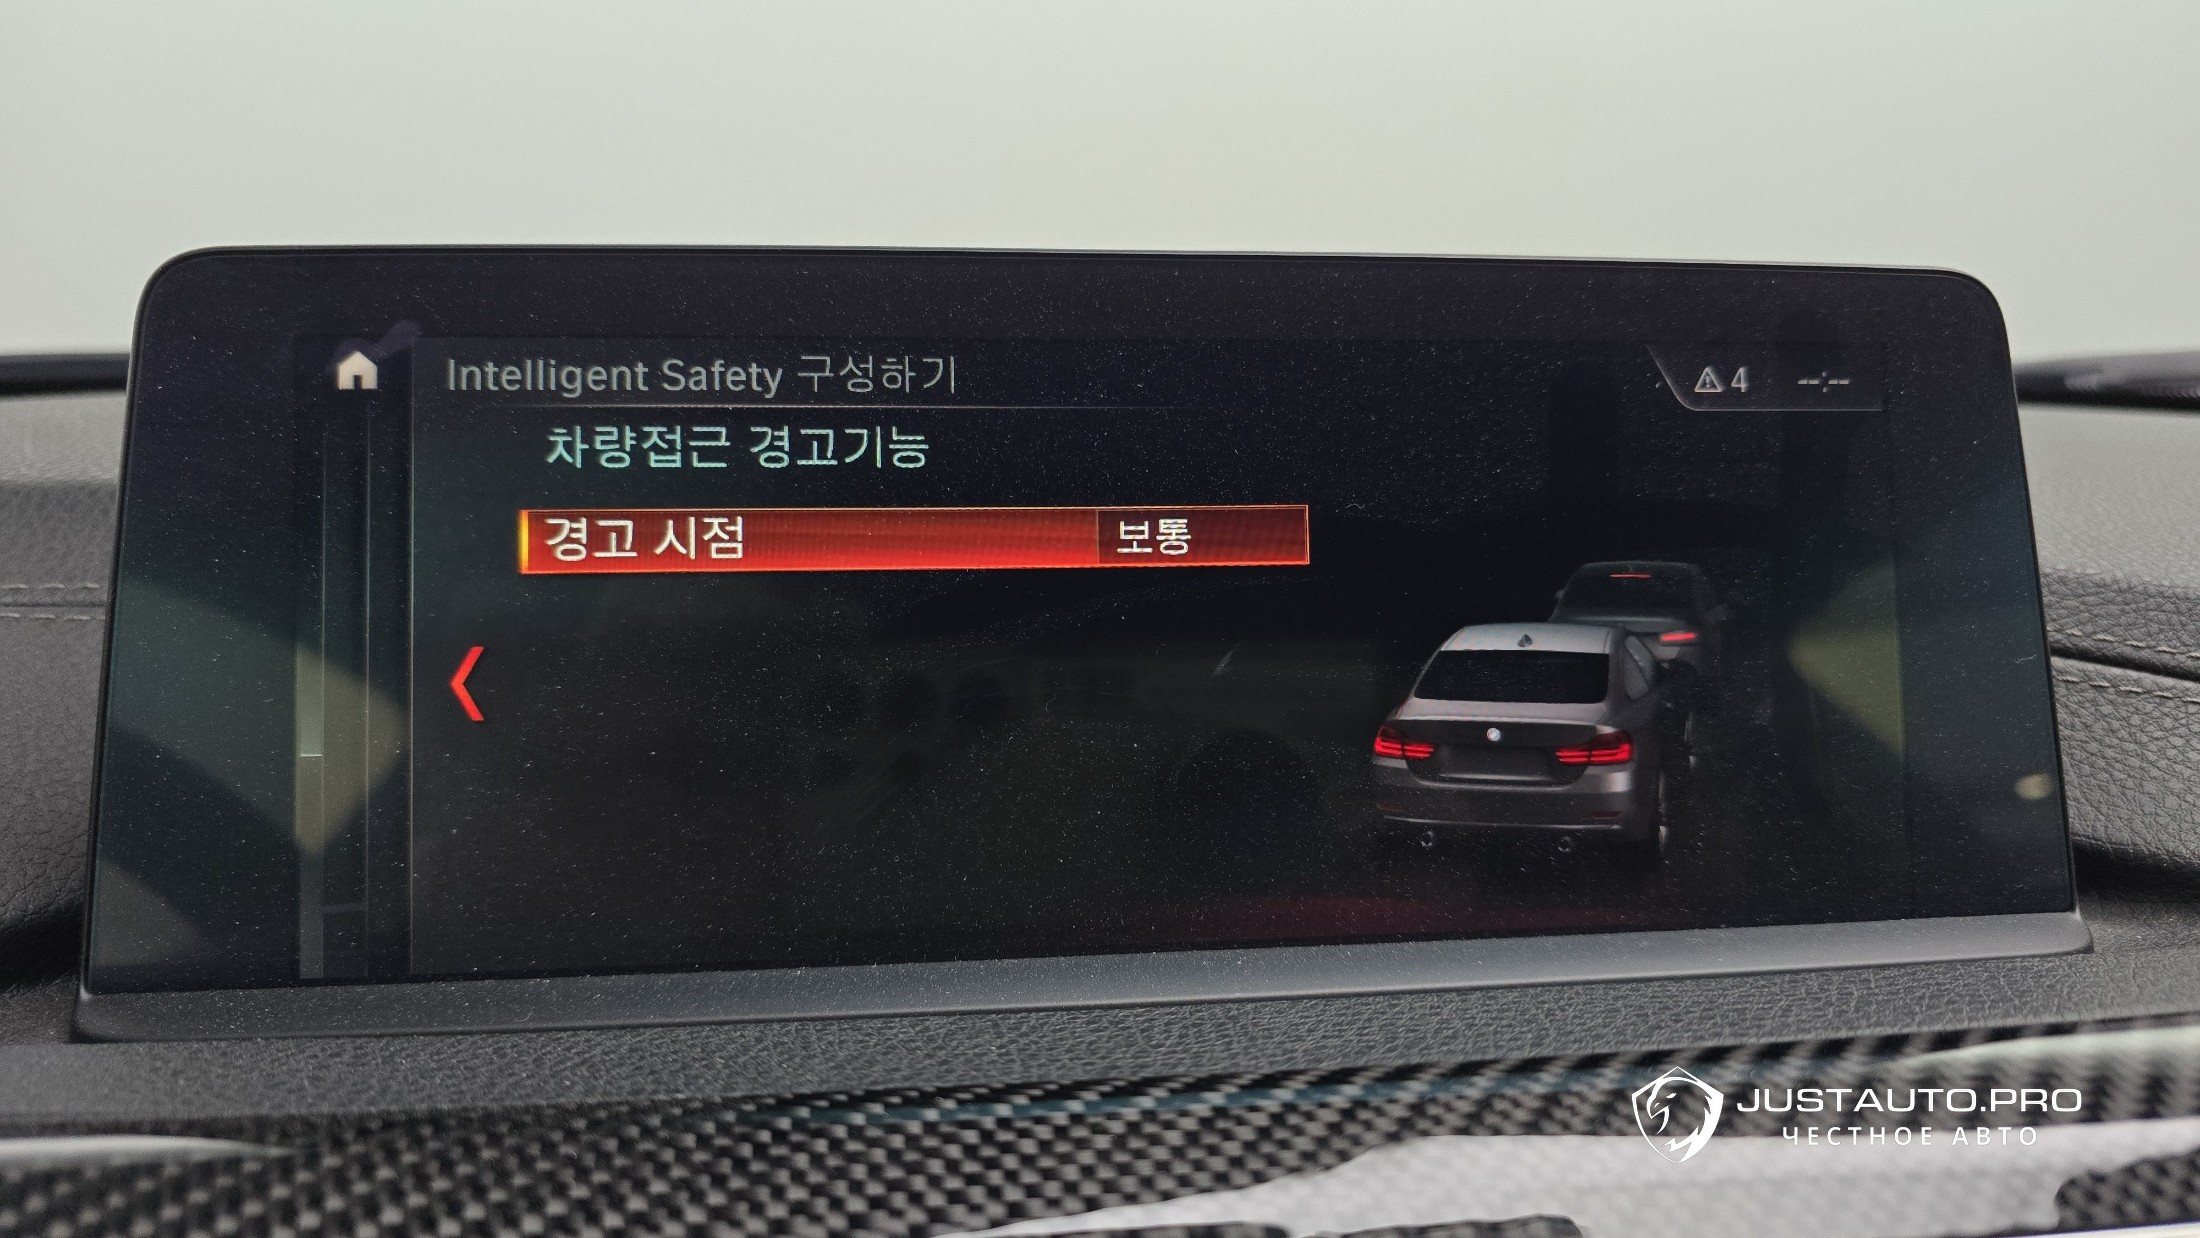 Intelligent Safety 구성하기
4 --:--
차량접근 경고기능
경고 시점 보통
JUSTAUTO.PRO
ЧЕСТНОЕ АВТО